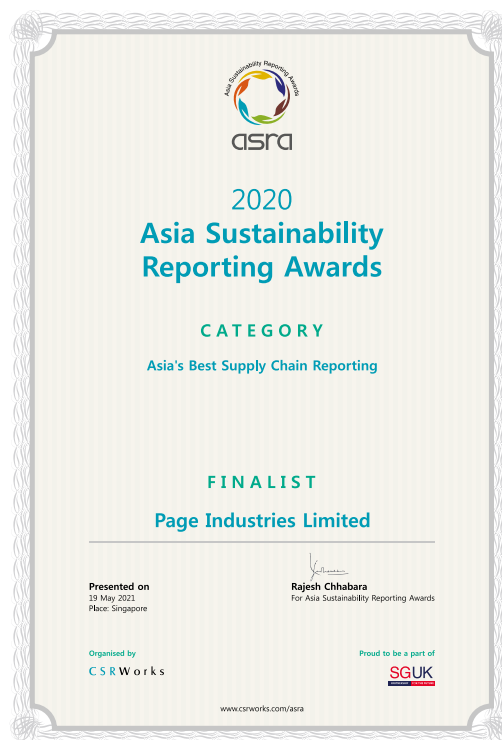 Asia Sustainability Reporting Awards
asra
2020
Asia Sustainability
Reporting Awards
CATEGORY
Asia's Best Supply Chain Reporting
FINALIST
Page Industries Limited
Presented on
19 May 2021
Place: Singapore
Rajesh Chhabara
For Asia Sustainability Reporting Awards
Organised by
CSRWorks
Proud to be a part of
SGUK
www.csrworks.com/asra